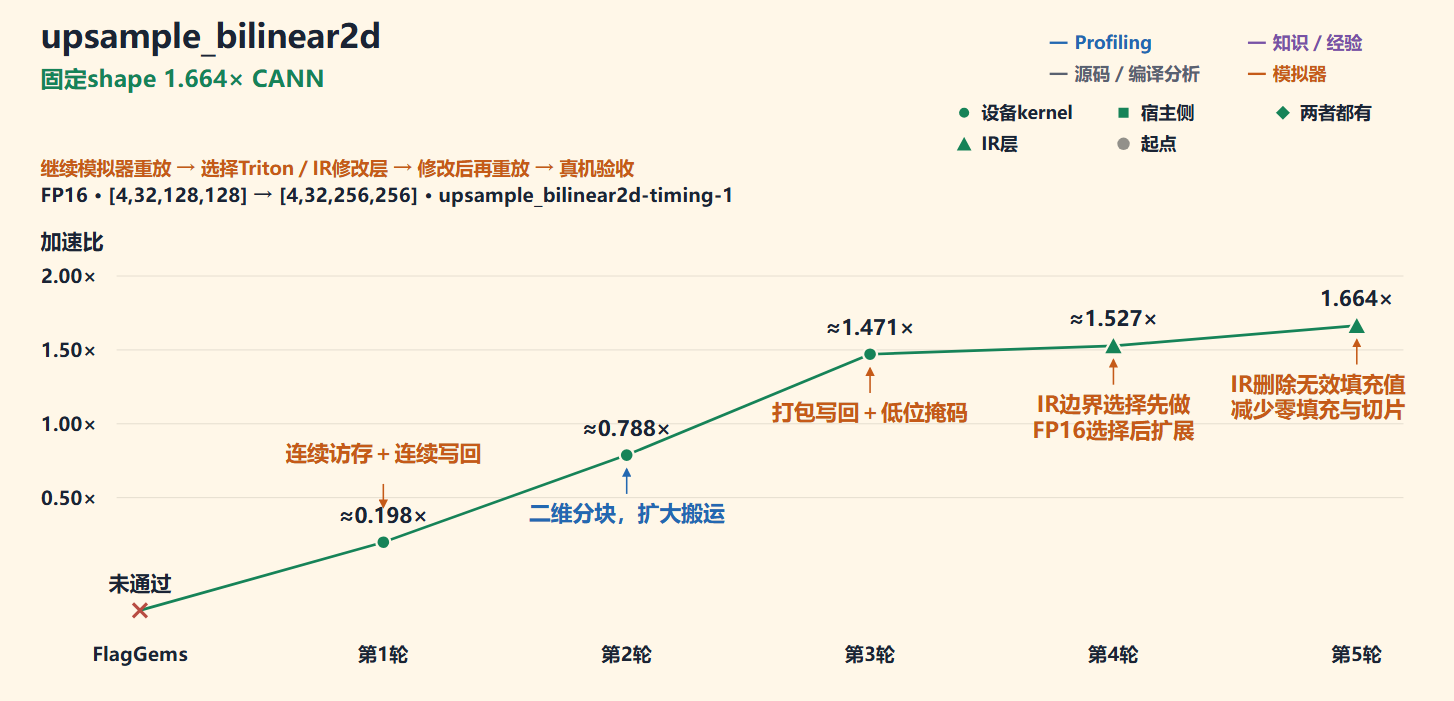 upsample_bilinear2d
固定shape 1.664× CANN
— Profiling
— 知识 / 经验
— 源码 / 编译分析
— 模拟器
● 设备kernel
■ 宿主侧
◆ 两者都有
▲ IR层
● 起点
继续模拟器重放 → 选择Triton / IR修改层 → 修改后再重放 → 真机验收
FP16 • [4,32,128,128] → [4,32,256,256] • upsample_bilinear2d-timing-1
加速比
2.00×
1.50×
1.00×
0.50×
未通过
连续访存 + 连续写回
≈0.198×
≈0.788×
二维分块，扩大搬运
≈1.471×
打包写回 + 低位掩码
≈1.527×
IR边界选择先做
FP16选择后扩展
1.664×
IR删除无效填充值
减少零填充与切片
FlagGems
第1轮
第2轮
第3轮
第4轮
第5轮